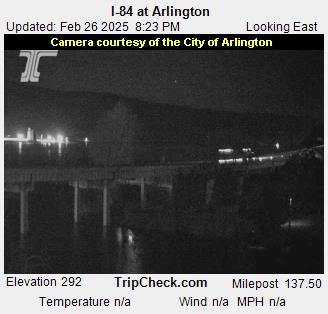 I-84 at Arlington
Updated: Feb 26 2025 8:23 PM Looking East
Camera courtesy of the City of Arlington
Elevation 292 TripCheck.com Milepost 137.50
Temperature n/a Wind n/a MPH n/a